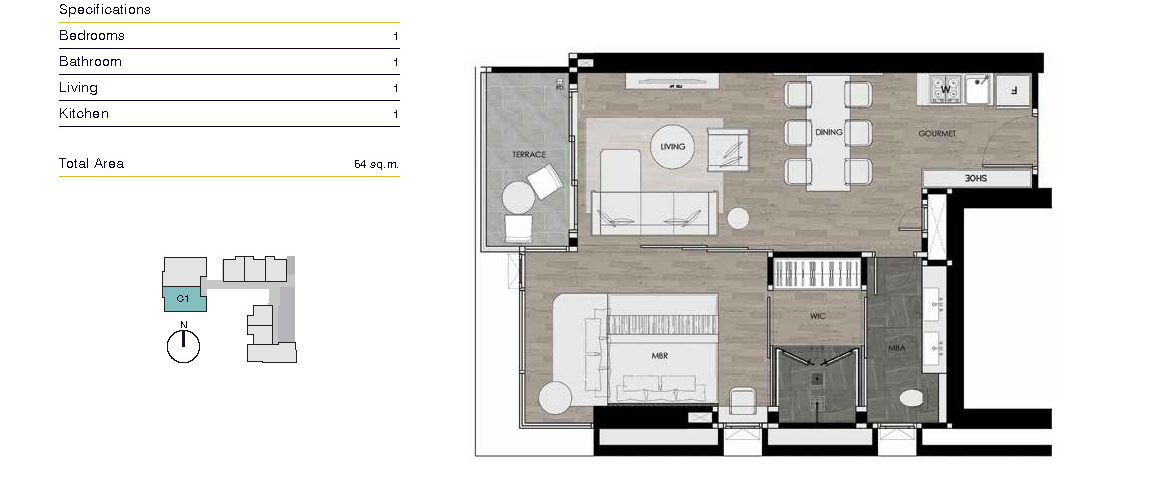 Specifications
Bedrooms 1
Bathroom 1
Living 1
Kitchen 1
Total Area 54 sq.m.
C1
N
TERRACE
LIVING
DINING
W
F
GOURMET
SHOE
MBR
WIC
MBA